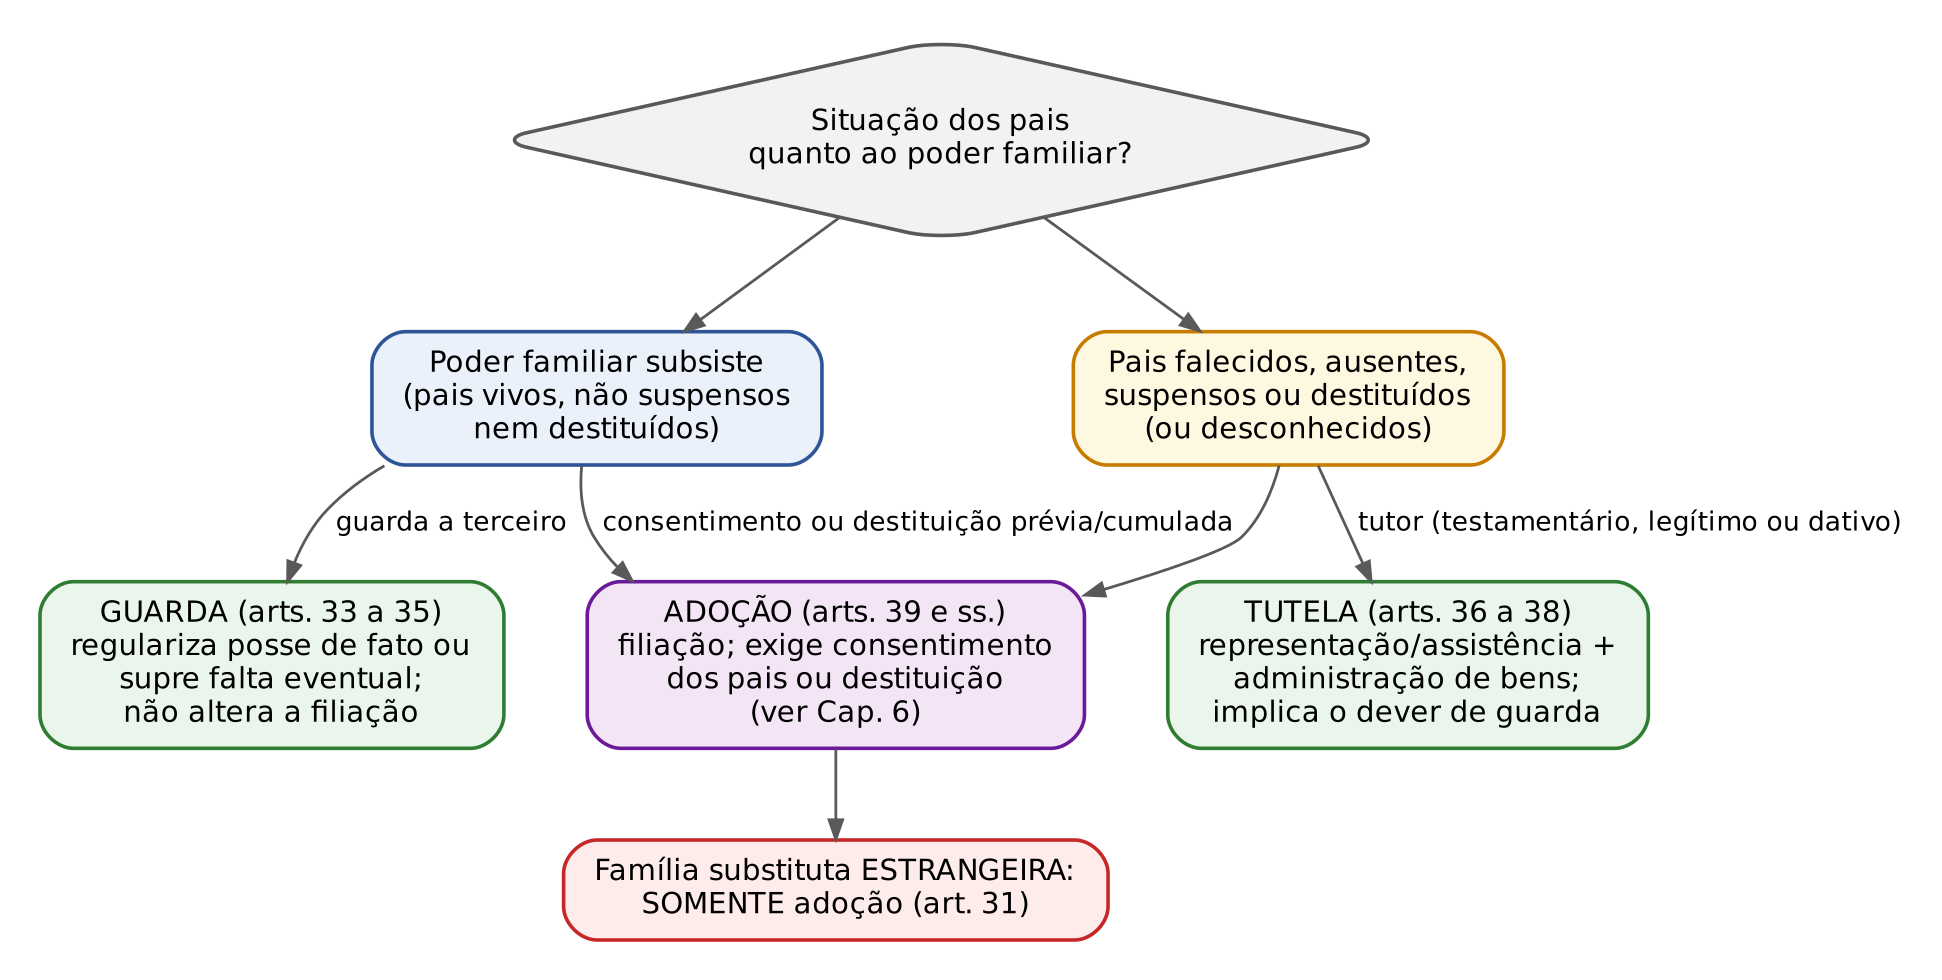 Situação dos pais
quanto ao poder familiar?
Poder familiar subsiste
(pais vivos, não suspensos
nem destituídos)
Pais falecidos, ausentes,
suspensos ou destituídos
(ou desconhecidos)
guarda a terceiro
consentimento ou destituição prévia/cumulada
tutor (testamentário, legítimo ou dativo)
GUARDA (arts. 33 a 35)
regulariza posse de fato ou
supre falta eventual;
não altera a filiação
ADOÇÃO (arts. 39 e ss.)
filiação; exige consentimento
dos pais ou destituição
(ver Cap. 6)
TUTELA (arts. 36 a 38)
representação/assistência +
administração de bens;
implica o dever de guarda
Família substituta ESTRANGEIRA:
SOMENTE adoção (art. 31)